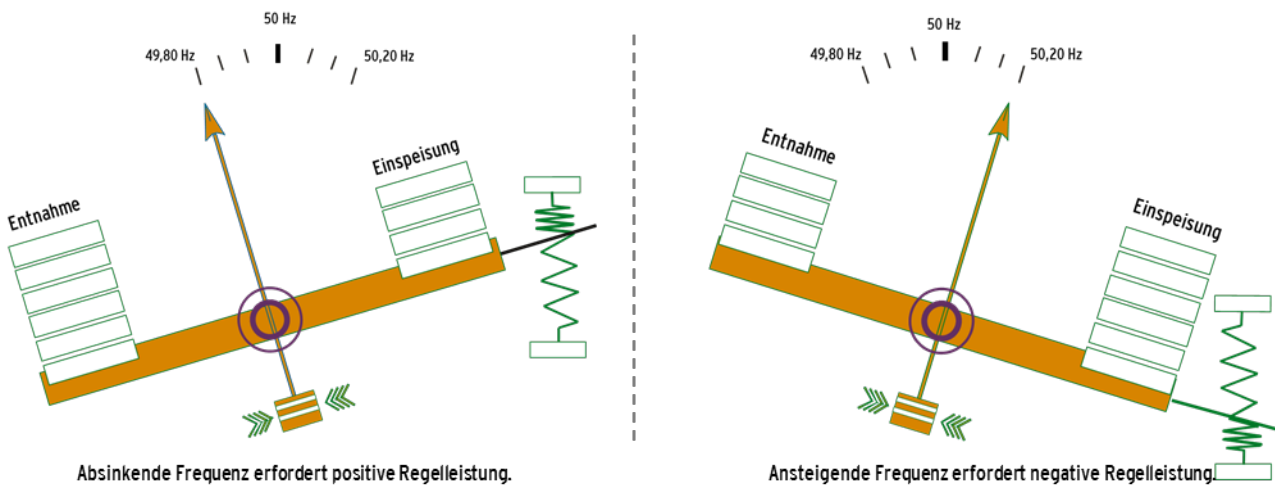 50 Hz
49,80 Hz
50,20 Hz
Einspeisung
Entnahme
Absinkende Frequenz erfordert positive Regelleistung.
50 Hz
49,80 Hz
50,20 Hz
Entnahme
Einspeisung
Ansteigende Frequenz erfordert negative Regelleistung.